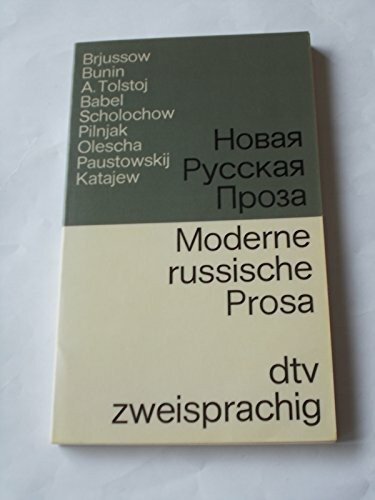 Brjussow
Bunin
A. Tolstoj
Babel
Scholochow
Pilnjak
Olescha
Paustowskij
Katajew
Новая
Русская
Проза
Moderne
russische
Prosa
dtv
zweisprachig